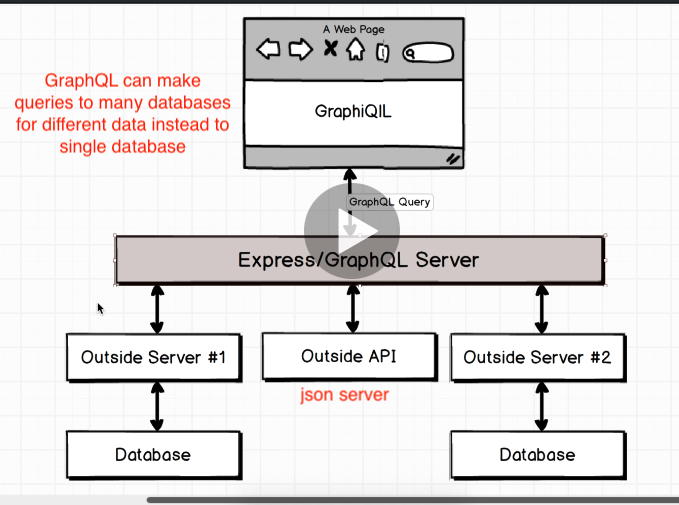 A Web Page
GraphiQlL
GraphQL can make
queries to many databases
for different data instead to
single database
GraphQL Query
Express/GraphQL Server
Outside Server #1
Outside API
Outside Server #2
json server
Database
Database